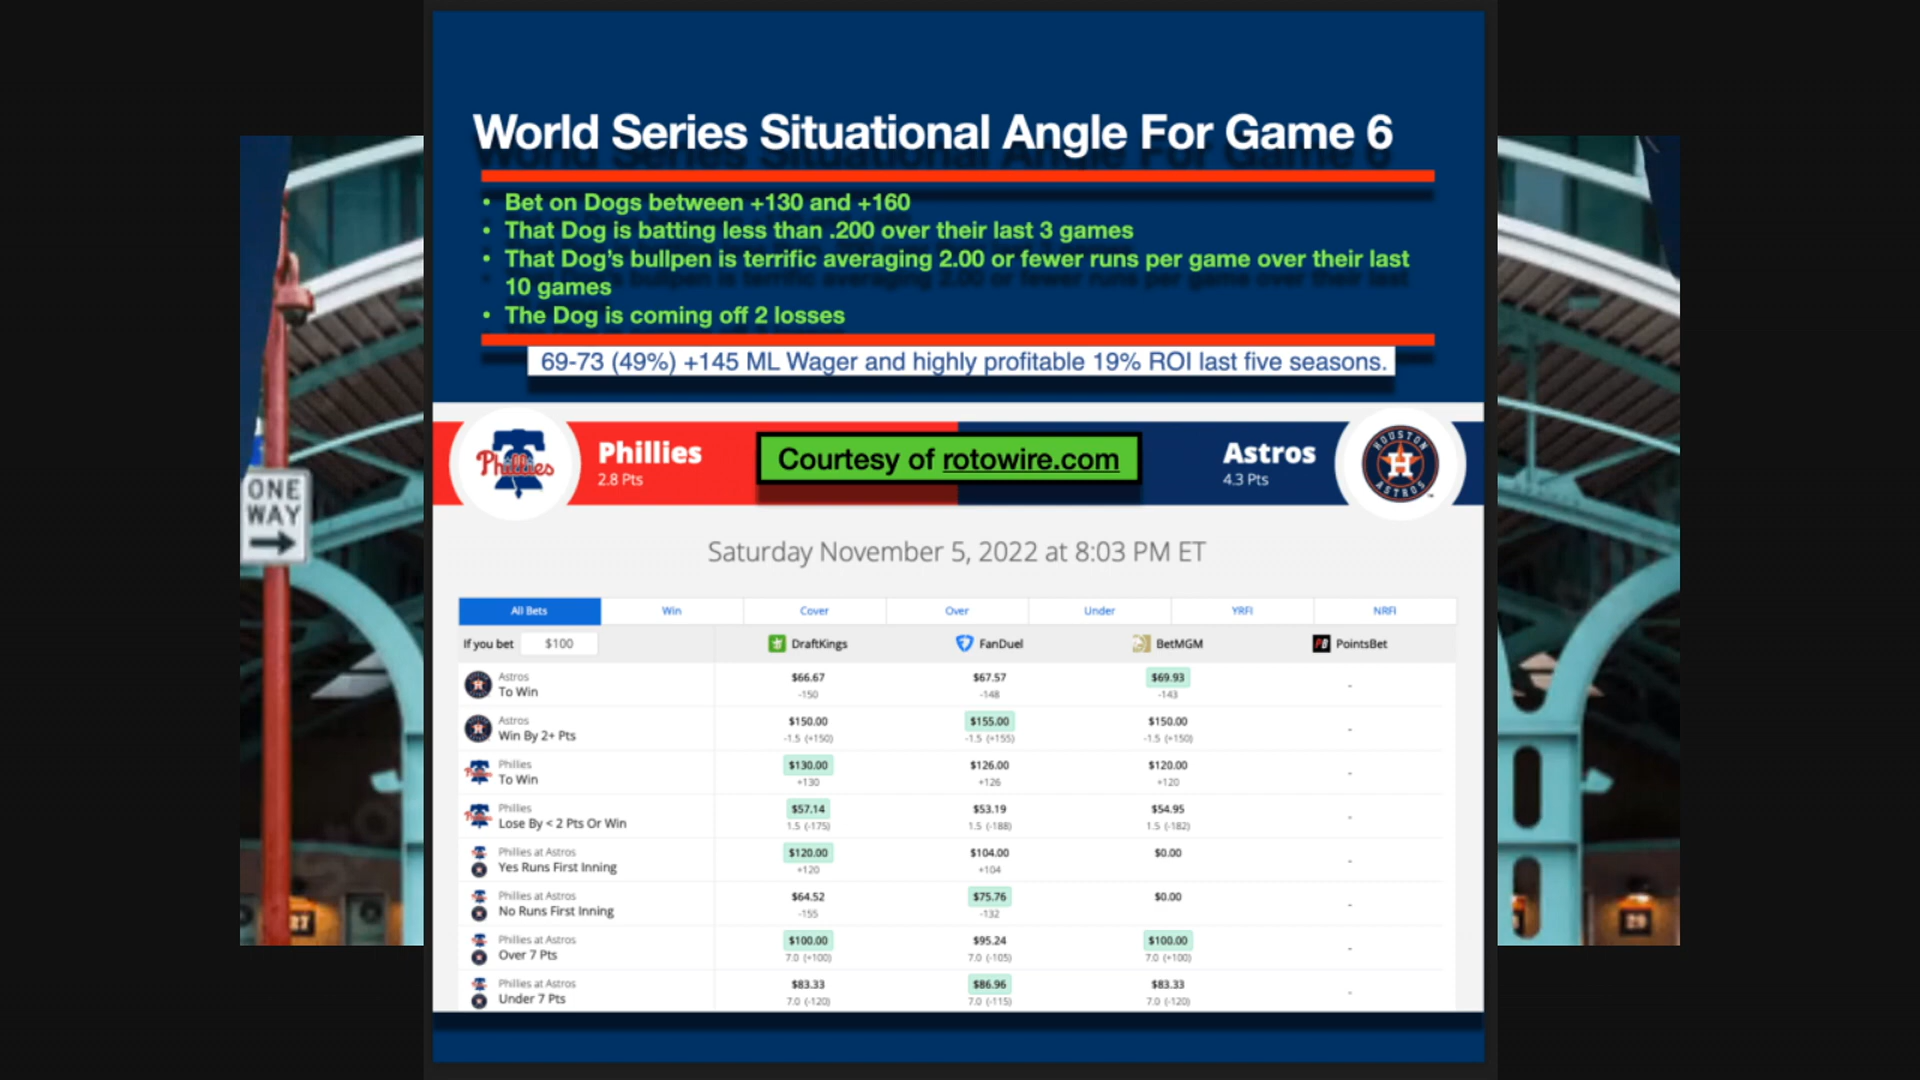 World Series Situational Angle For Game 6
• Bet on Dogs between +130 and +160
• That Dog is batting less than .200 over their last 3 games
• That Dog's bullpen is terrific averaging 2.00 or fewer runs per game over their last
10 games
• The Dog is coming off 2 losses
69-73 (49%) +145 ML Wager and highly profitable 19% ROI last five seasons.
Phillies
Phillies
2.8 Pts
Courtesy of rotowire.com
Astros
4.3 Pts
HOUSTON
H
ASTROS
ONE
WAY
Saturday November 5, 2022 at 8:03 PM ET
All Bets Win Cover Over Under YRFI NRFI
If you bet $100 DraftKings FanDuel BetMGM PB PointsBet
Astros
To Win
$66.67 $67.57 $69.93 -
-150 -148 -143
Astros
Win By 2+ Pts
$150.00 $155.00 $150.00 -
-1.5 (+150) -1.5 (+155) -1.5 (+150)
Phillies
To Win
$130.00 $126.00 $120.00 -
+130 +126 +120
Phillies
Lose By < 2 Pts Or Win
$57.14 $53.19 $54.95 -
1.5 (-175) 1.5 (-188) 1.5 (-182)
Phillies at Astros
Yes Runs First Inning
$120.00 $104.00 $0.00 -
+120 +104
Phillies at Astros
No Runs First Inning
$64.52 $75.76 $0.00 -
-155 -132
Phillies at Astros
Over 7 Pts
$100.00 $95.24 $100.00 -
7.0 (+100) 7.0 (-105) 7.0 (+100)
Phillies at Astros
Under 7 Pts
$83.33 $86.96 $83.33 -
7.0 (-120) 7.0 (-115) 7.0 (-120)